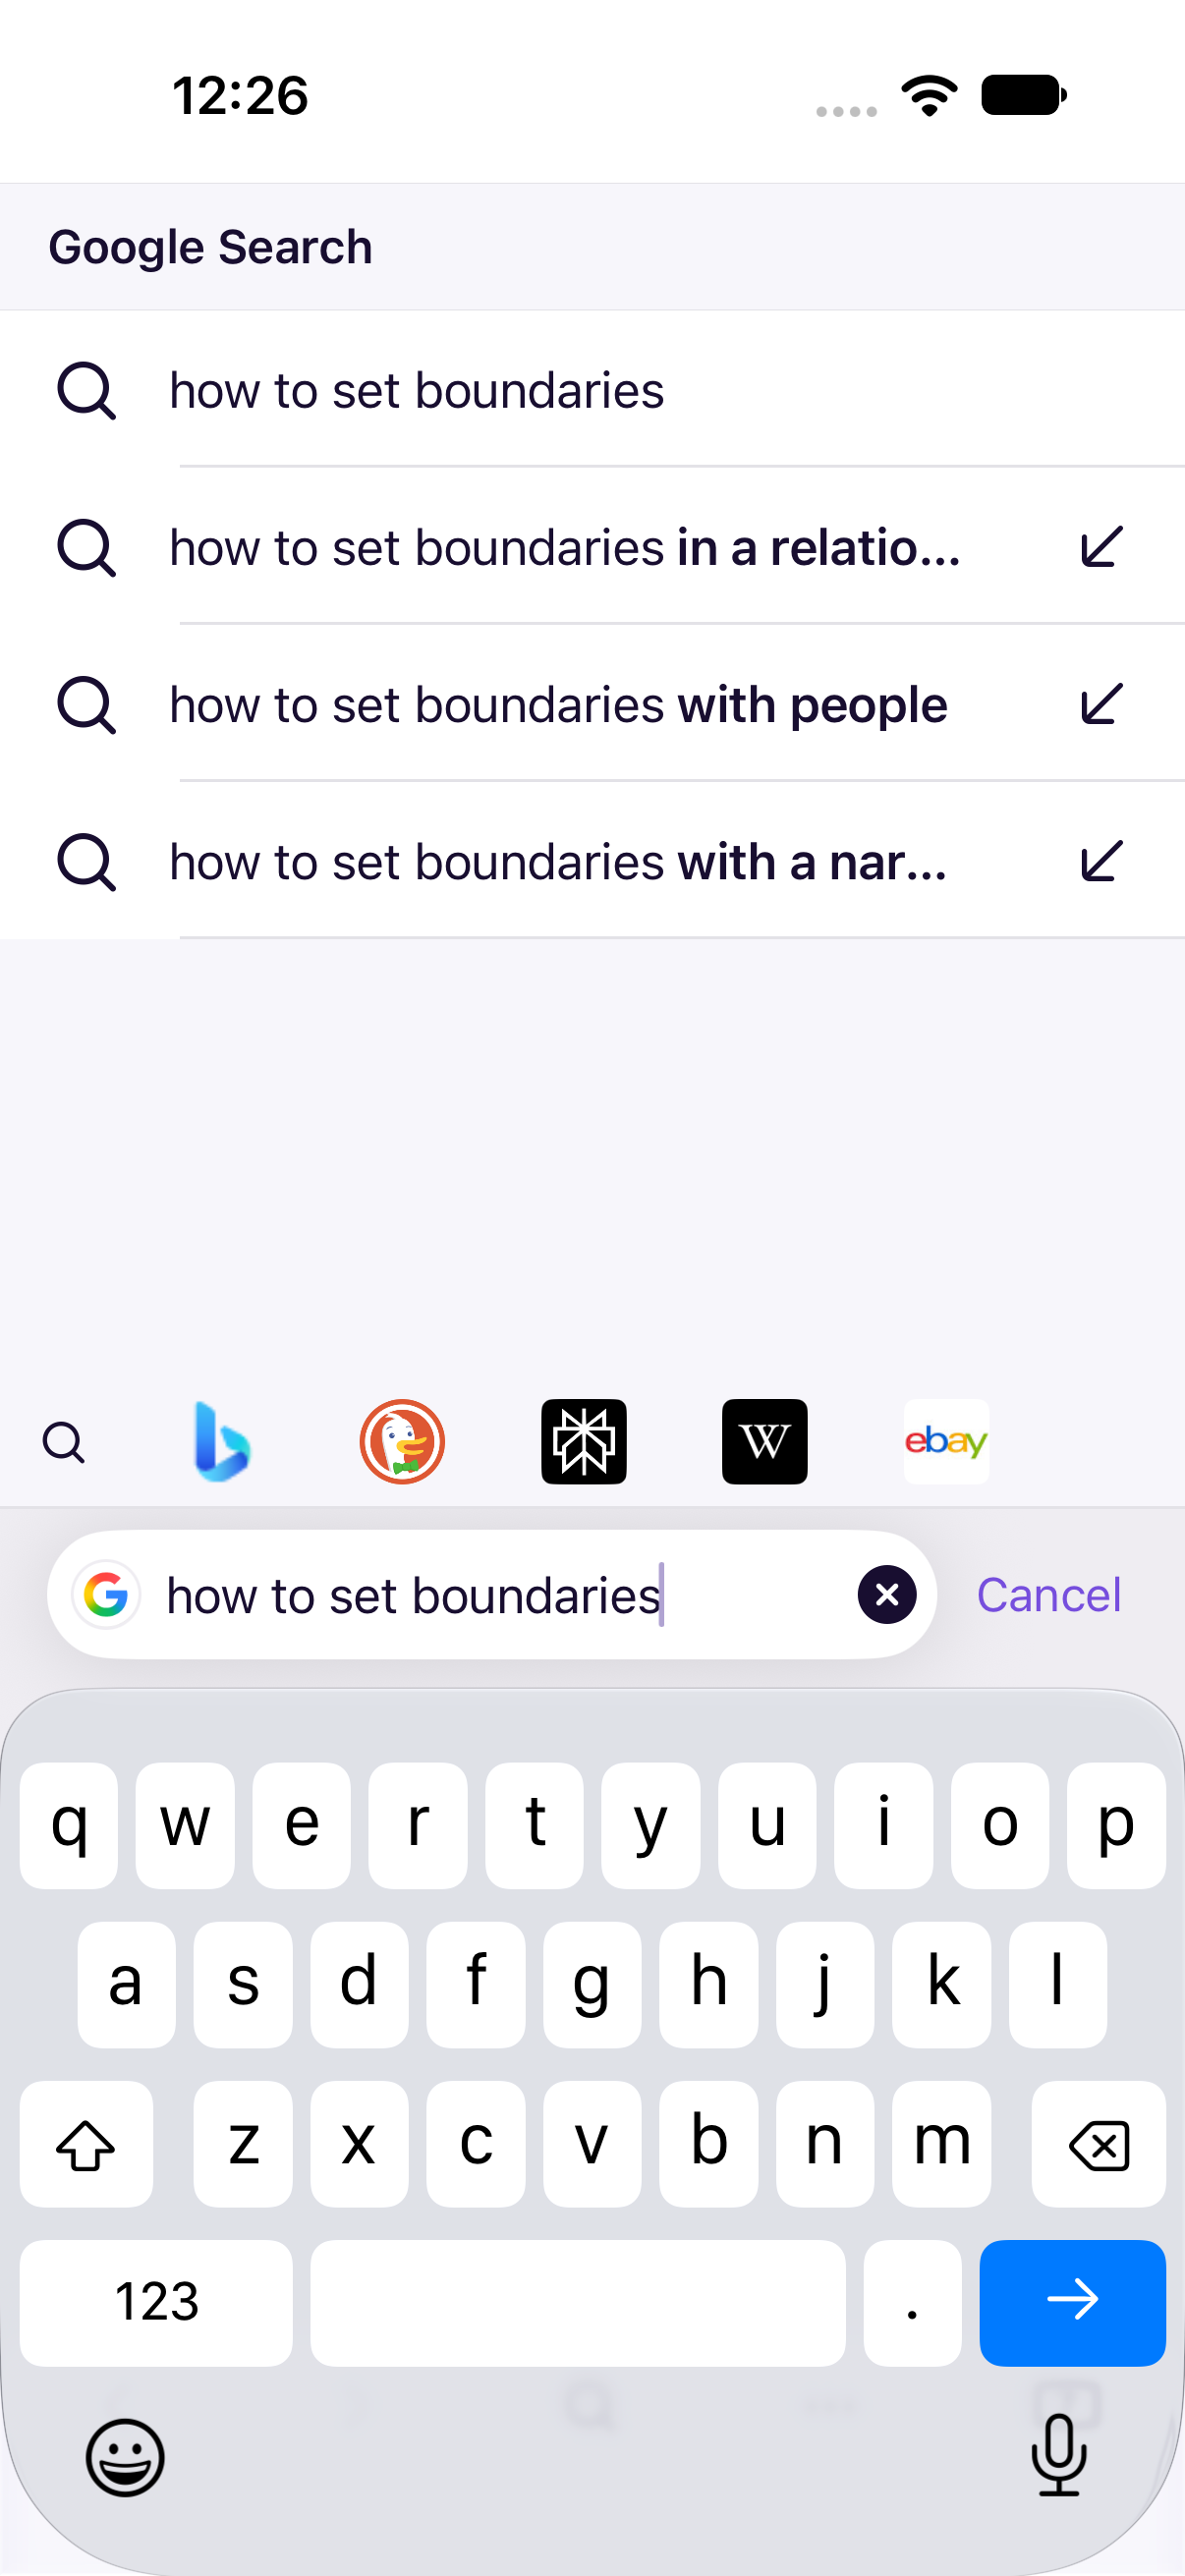 12:26
Google Search
how to set boundaries
how to set boundaries in a relatio...
how to set boundaries with people
how to set boundaries with a nar...
W
ebay
how to set boundaries
Cancel
q w e r t y u i o p
a s d f g h j k l
z x c v b n m
123 .